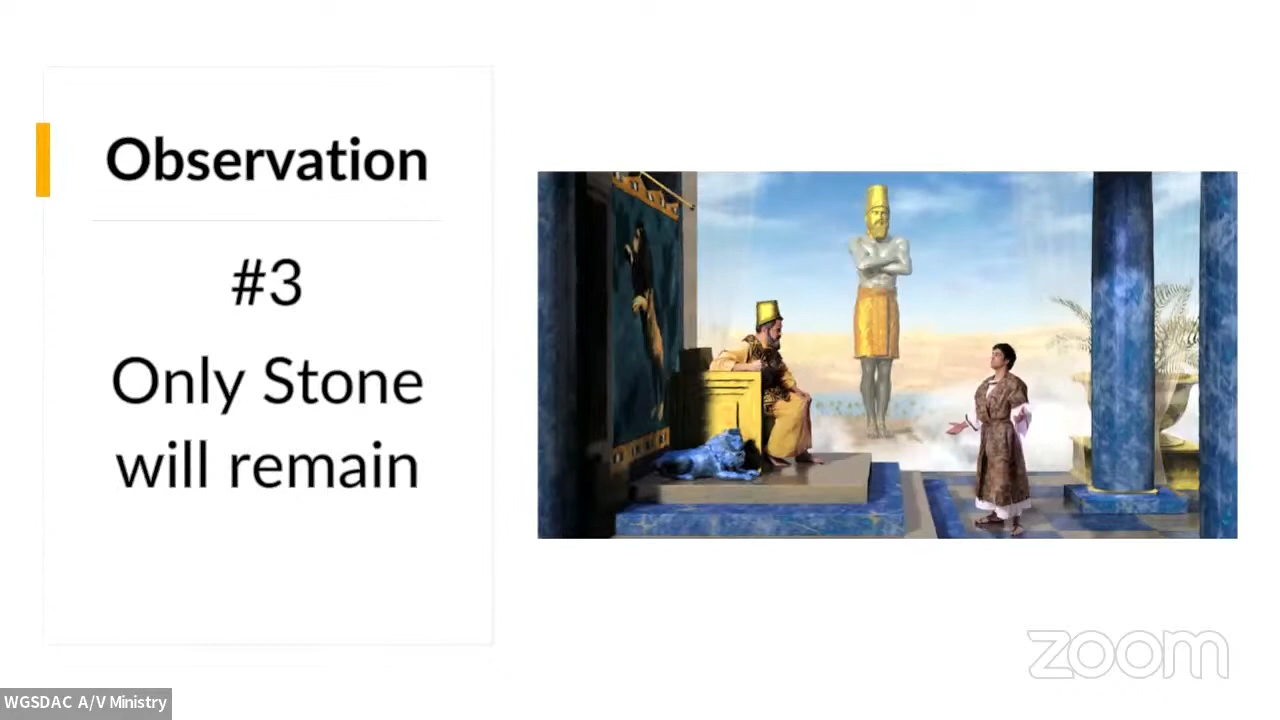 Observation
#3
Only Stone
will remain
zoom
WGSDAC A/V Ministry